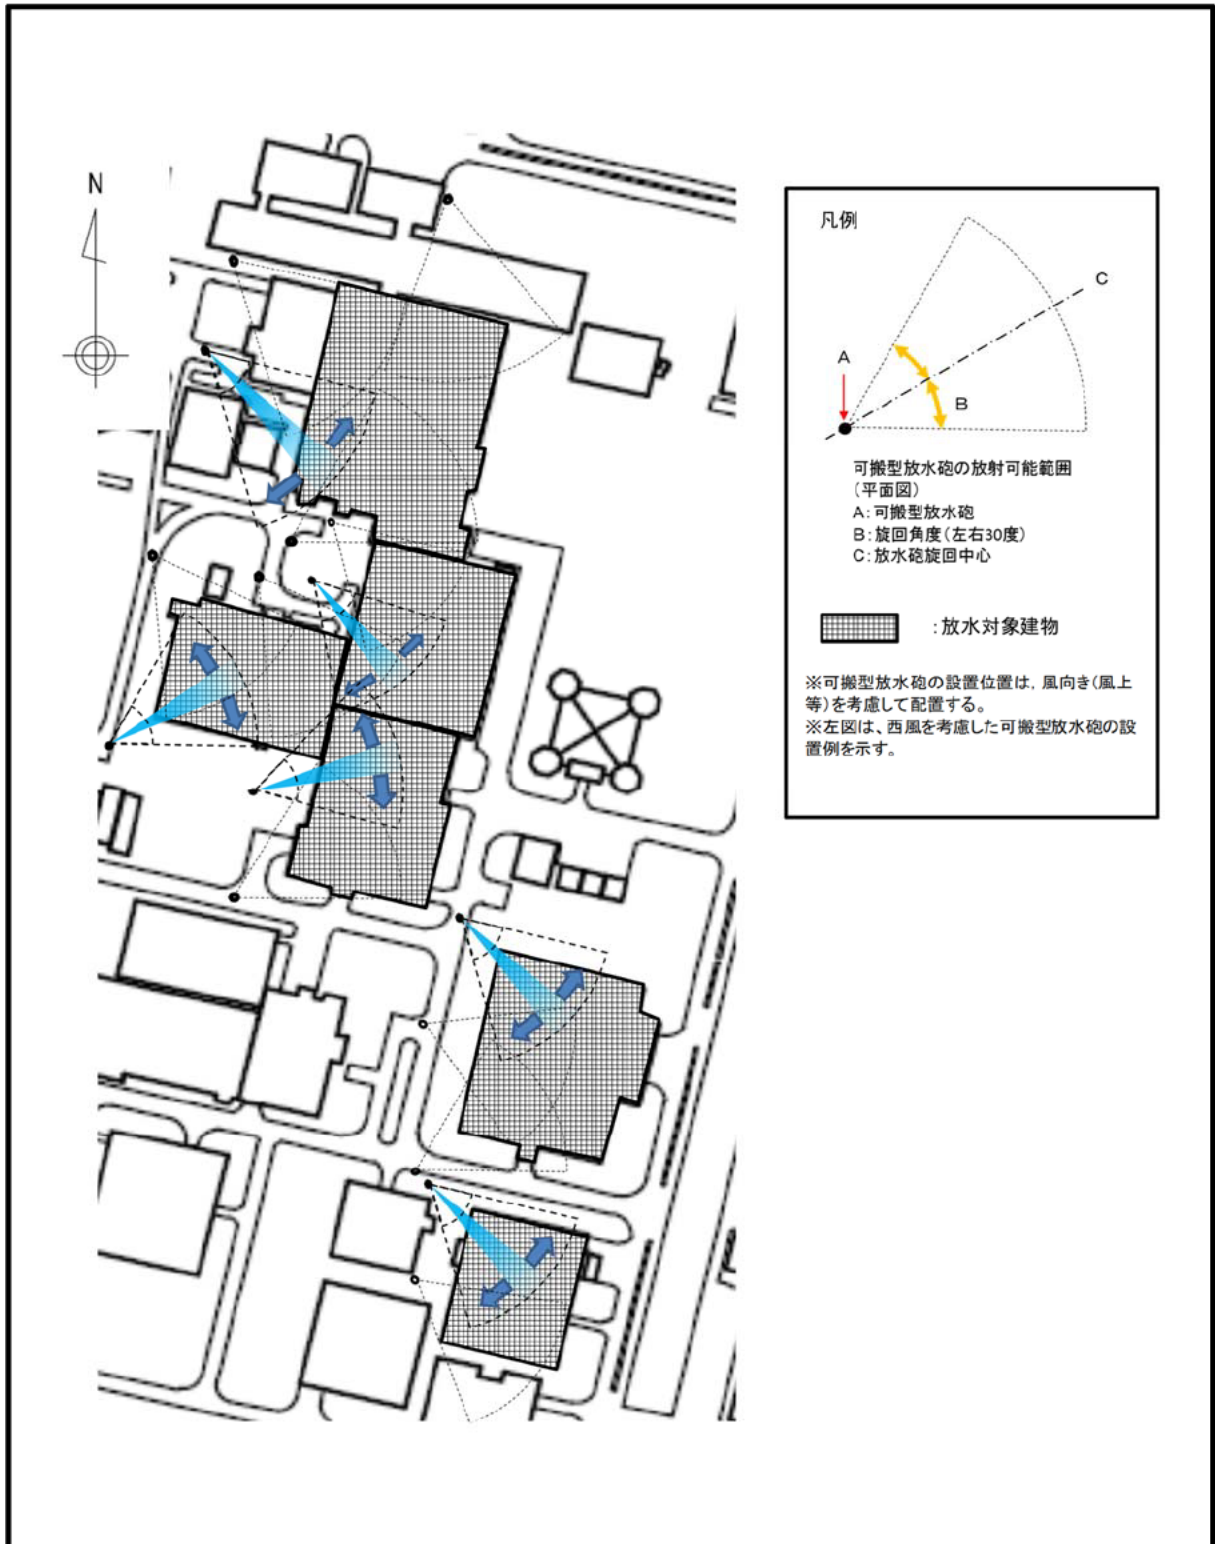 N
凡例
C
A
B
可搬型放水砲の放射可能範囲
(平面図)
A:可搬型放水砲
B:旋回角度(左右30度)
C:放水砲旋回中心
:放水対象建物
※可搬型放水砲の設置位置は,風向き(風上
等)を考慮して配置する。
※左図は、西風を考慮した可搬型放水砲の設
置例を示す。